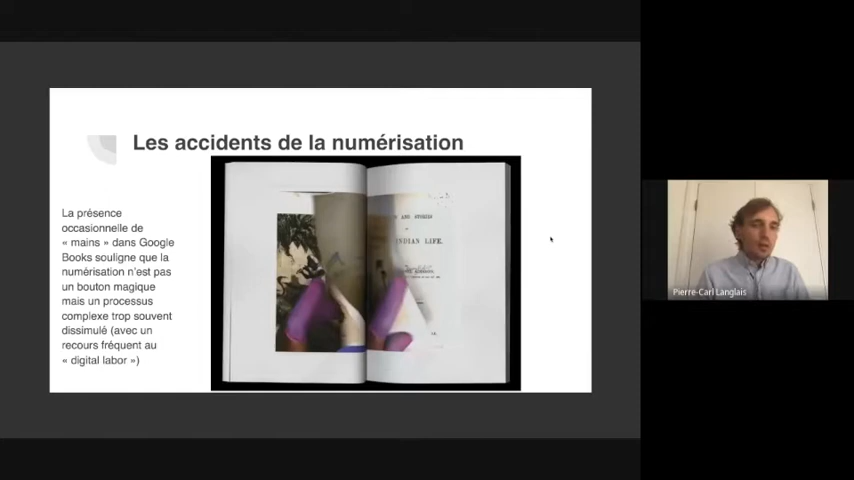 Les accidents de la numérisation
La présence
occasionnelle de
« mains » dans Google
Books souligne que la
numérisation n'est pas
un bouton magique
mais un processus
complexe trop souvent
dissimulé (avec un
recours fréquent au
« digital labor »)
AND STORIES
INDIAN LIFE.
Pierre-Carl Langlais